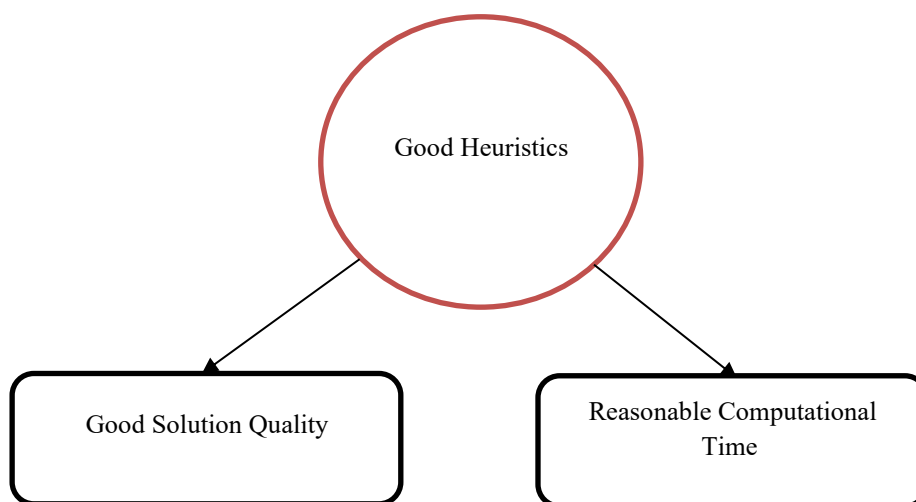 Good Heuristics
Good Solution Quality
Reasonable Computational
Time